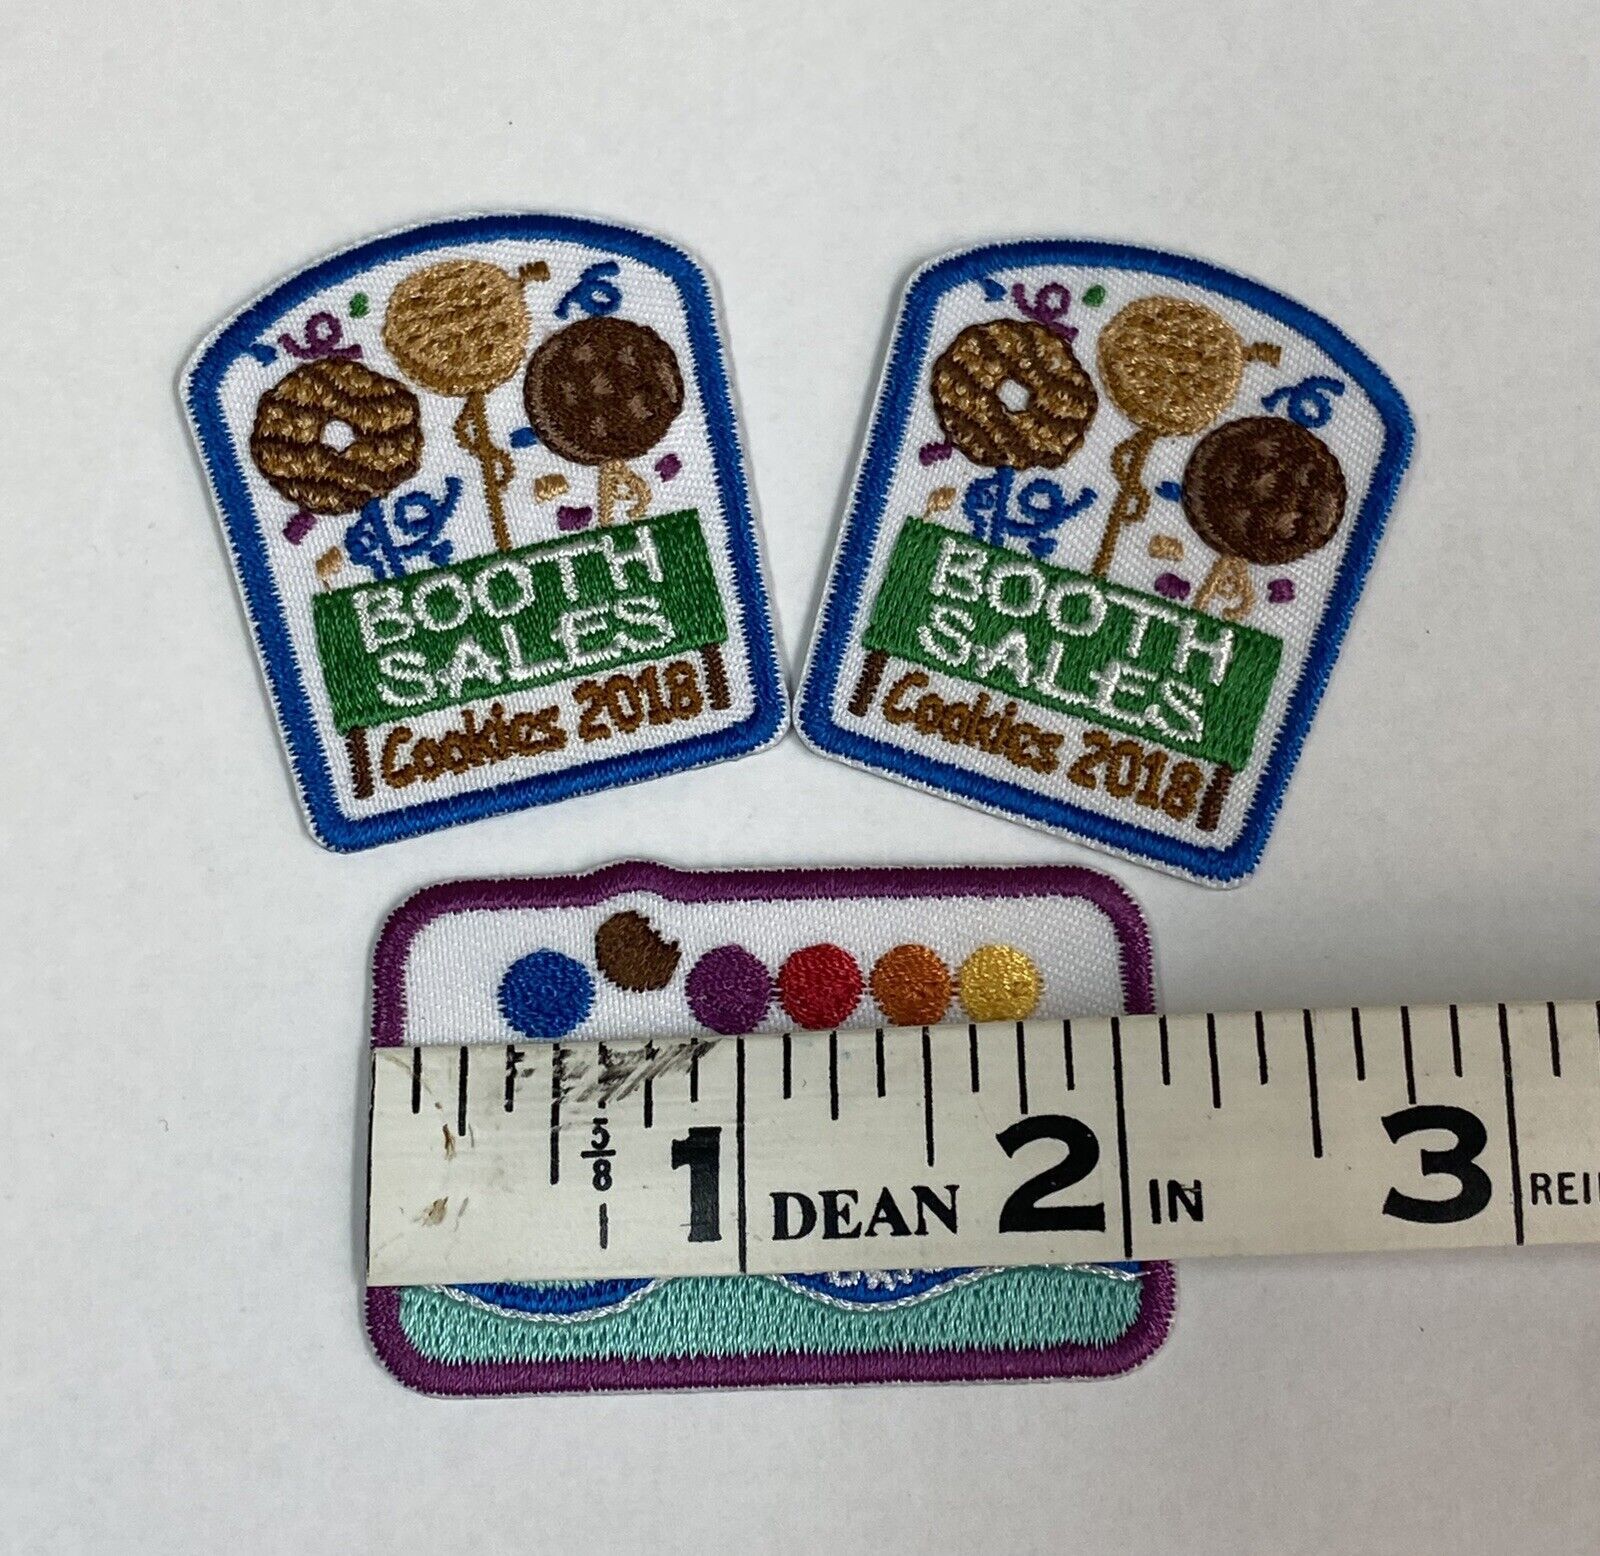 BOOTH
SALES
Cookies 2018
BOOTH
SALES
Cookies 2018
5/8
1 DEAN 2 IN 3